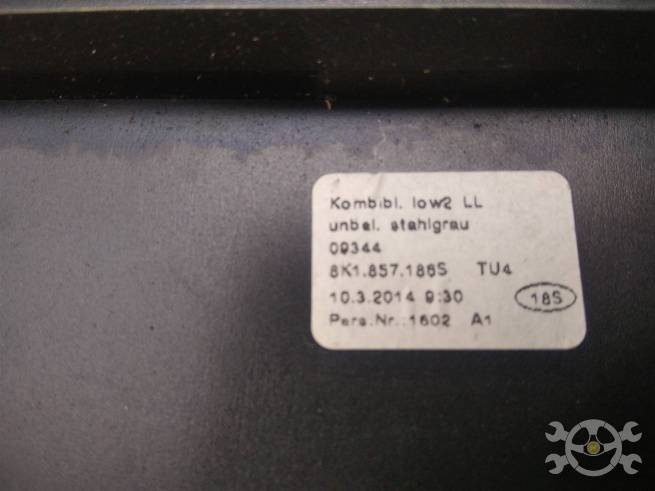 Kombibl. low2 LL
unbel. stahlgrau
09344
8K1.857.186S TU4
10.3.2014 9:30 18S
Pers.Nr.:1602 A1